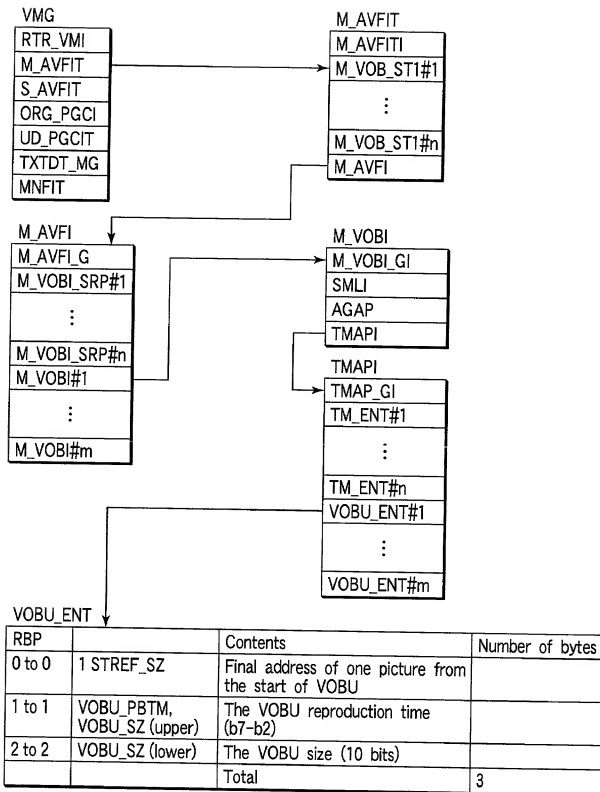 VMG
RTR_VMI
M_AVFIT
S_AVFIT
ORG_PGCI
UD_PGCIT
TXTDT_MG
MNFIT
M_AVFIT
M_AVFITI
M_VOB_ST1#1
⋮
M_VOB_ST1#n
M_AVFI
M_AVFI
M_AVFI_G
M_VOBI_SRP#1
⋮
M_VOBI_SRP#n
M_VOBI#1
⋮
M_VOBI#m
M_VOBI
M_VOBI_GI
SMLI
AGAP
TMAPI
TMAPI
TMAP_GI
TM_ENT#1
⋮
TM_ENT#n
VOBU_ENT#1
⋮
VOBU_ENT#m
VOBU_ENT
RBP Contents Number of bytes
0 to 0 1 STREF_SZ Final address of one picture from
the start of VOBU
1 to 1 VOBU_PBTM, The VOBU reproduction time
VOBU_SZ (upper) (b7-b2)
2 to 2 VOBU_SZ (lower) The VOBU size (10 bits)
Total 3